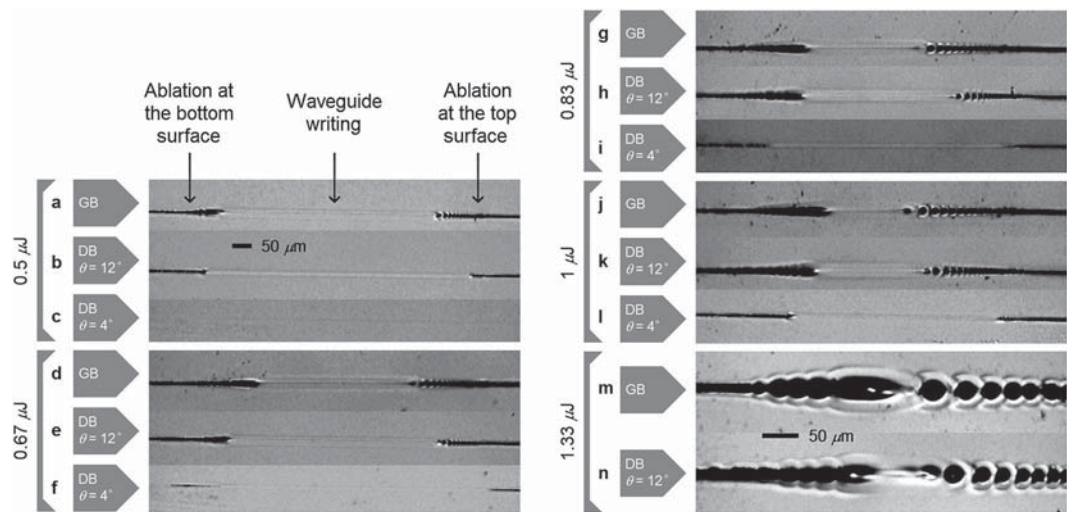 Ablation at
the bottom
surface
Waveguide
writing
Ablation
at the top
surface
0.5 μJ
a GB
b DB
θ = 12°
c DB
θ = 4°
50 μm
0.67 μJ
d GB
e DB
θ = 12°
f DB
θ = 4°
0.83 μJ
g GB
h DB
θ = 12°
i DB
θ = 4°
1 μJ
j GB
k DB
θ = 12°
l DB
θ = 4°
1.33 μJ
m GB
n DB
θ = 12°
50 μm